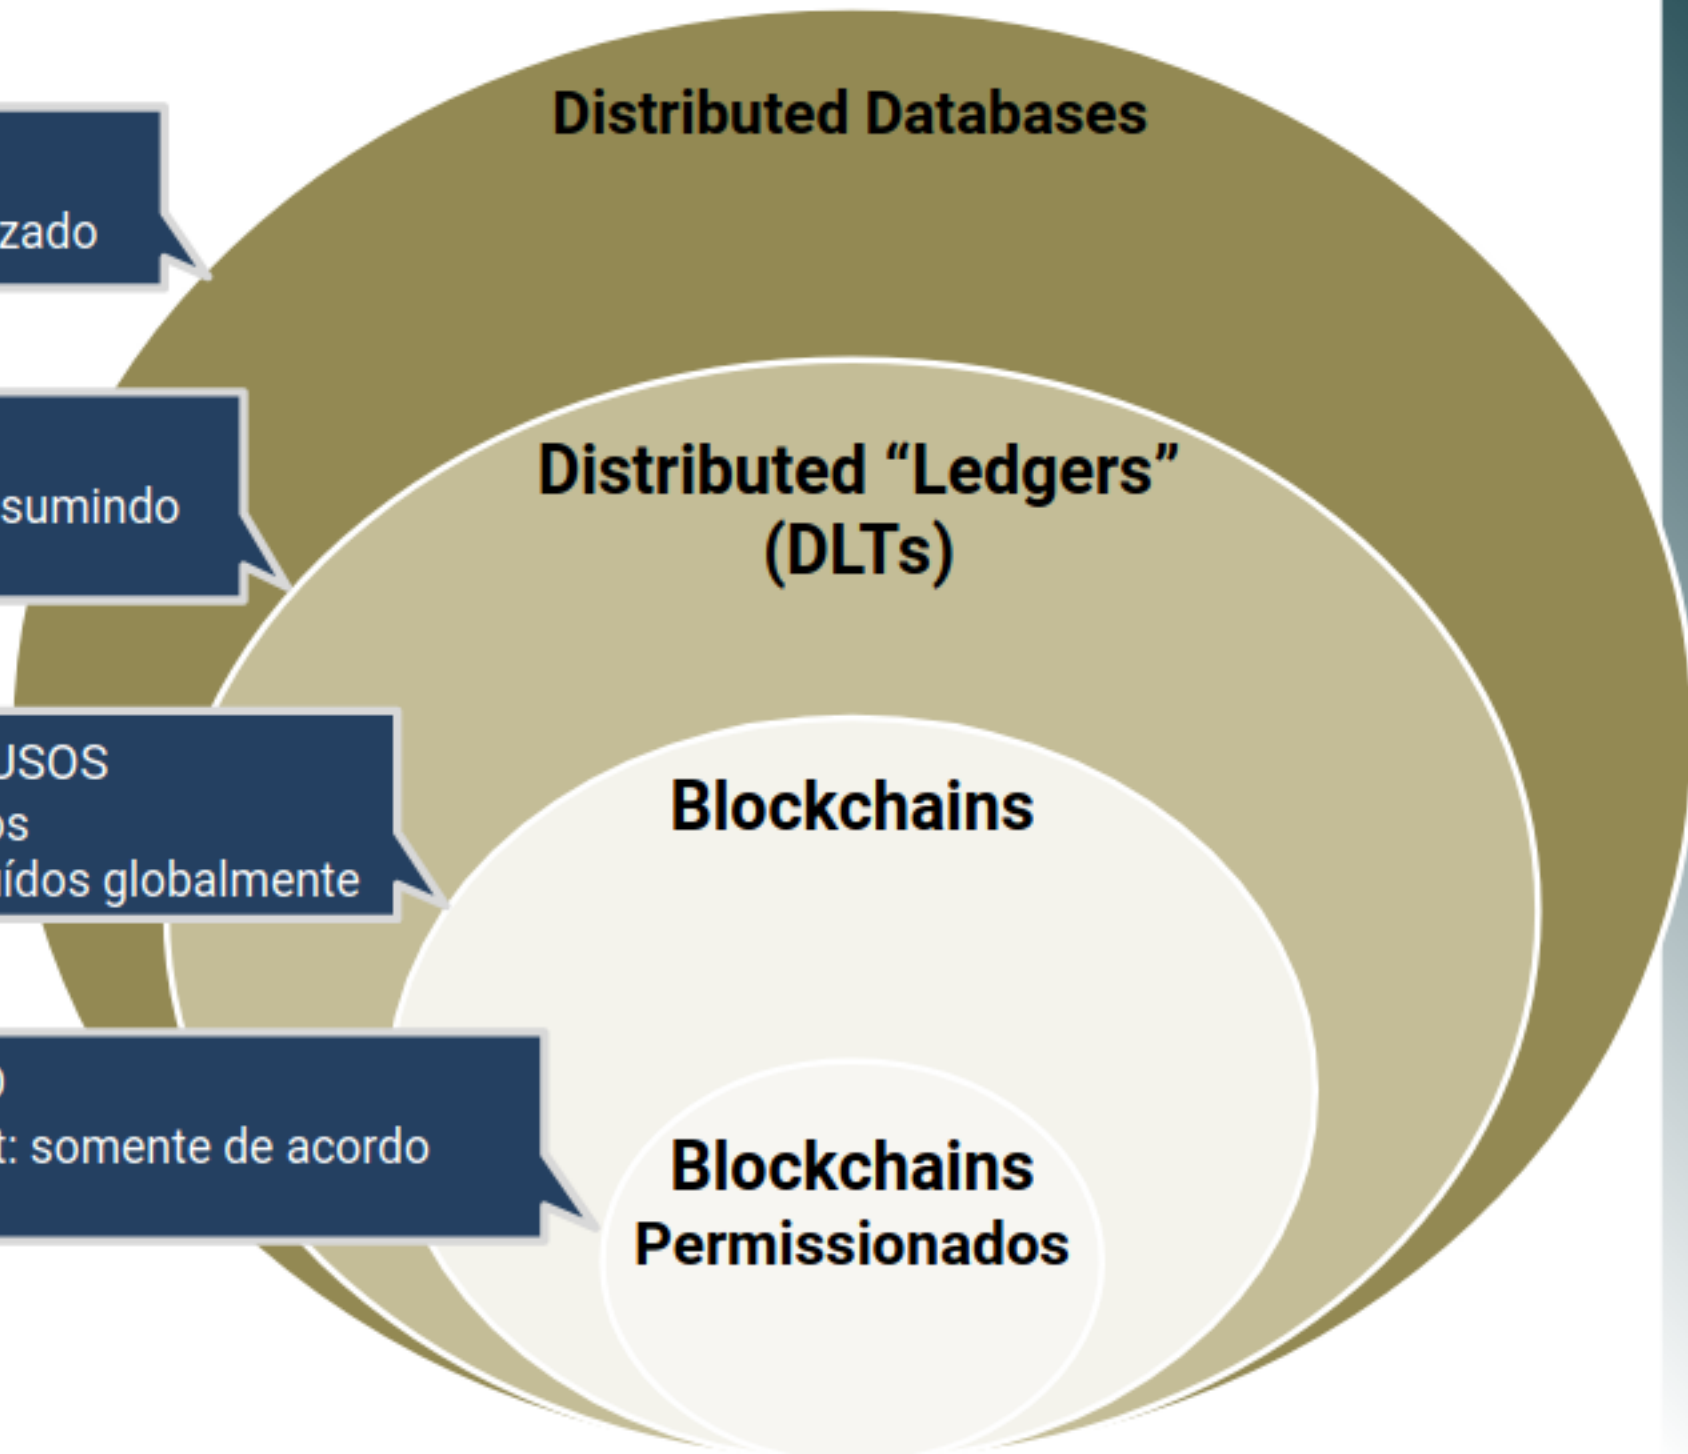 Distributed Databases
zado
Distributed “Ledgers”
(DLTs)
sumindo
Blockchains
USOS
os
ídos globalmente
t: somente de acordo
Blockchains
Permissionados